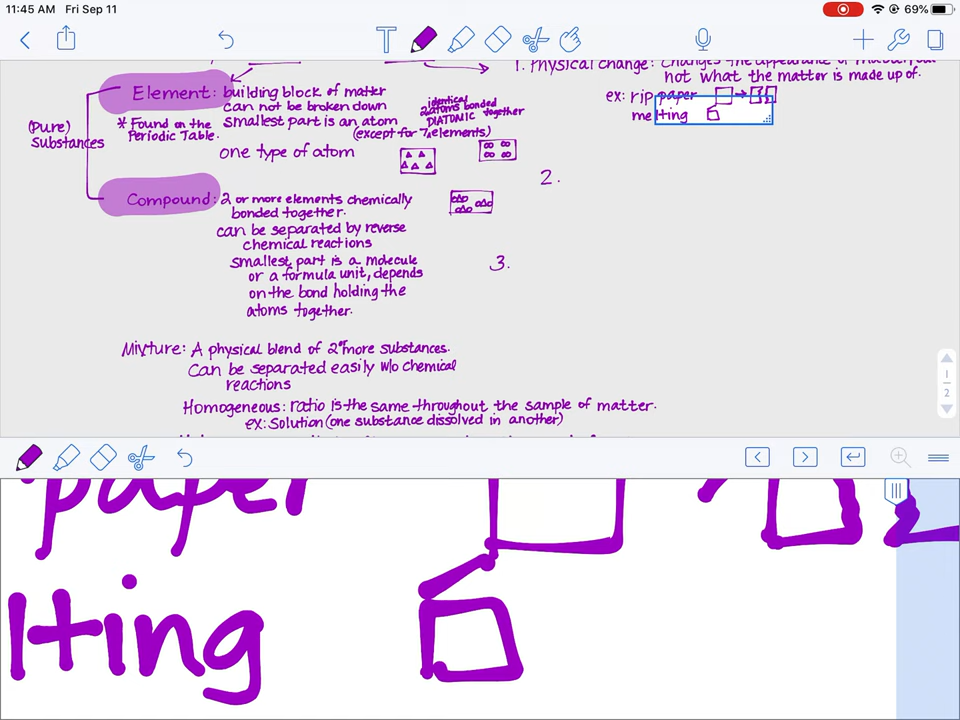 11:45 AM Fri Sep 11
69%
T
1. Physical change: Changes the appearance of
not what the matter is made up of.
Element: building block of matter
can not be broken down
smallest part is an atom
(except for 7 elements)
identical
2 atoms bonded
DIATONIC together
* Found on the
Periodic Table.
(Pure)
Substances
one type of atom
ex: rip paper
melting
Compound: 2 or more elements chemically
bonded together.
can be separated by reverse
chemical reactions
smallest part is a molecule
or a formula unit, depends
on the bond holding the
atoms together.
2.
3.
Mixture: A physical blend of 2 or more substances.
Can be separated easily w/o chemical
reactions
Homogeneous: ratio is the same throughout the sample of matter.
ex: solution (one substance dissolved in another)
1
2
paper
lting